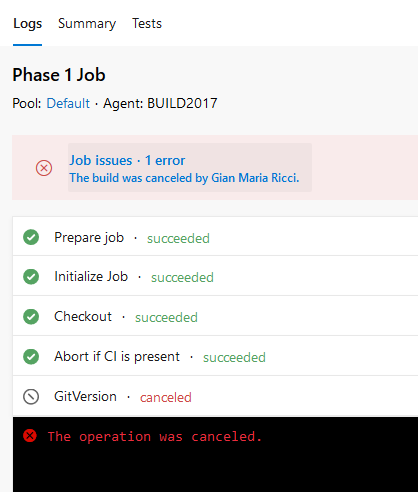 Logs Summary Tests
Phase 1 Job
Pool: Default · Agent: BUILD2017
Job issues · 1 error
The build was canceled by Gian Maria Ricci.
Prepare job · succeeded
Initialize Job · succeeded
Checkout · succeeded
Abort if CI is present · succeeded
GitVersion · canceled
The operation was canceled.